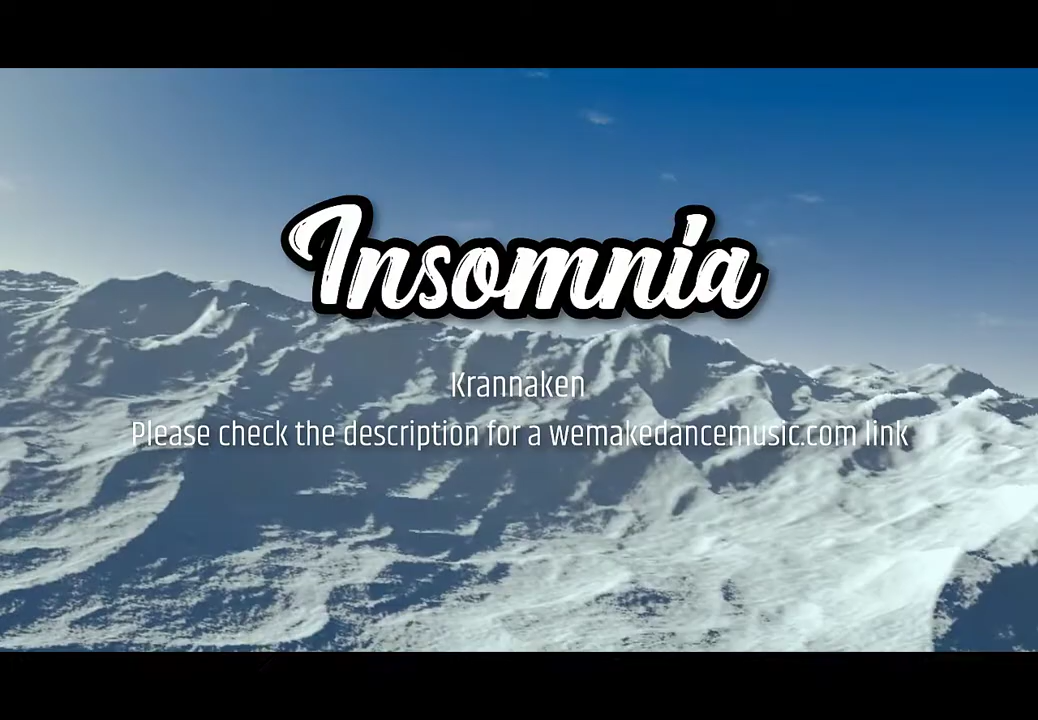 Insomnia
Krannaken
Please check the description for a wemakedancemusic.com link